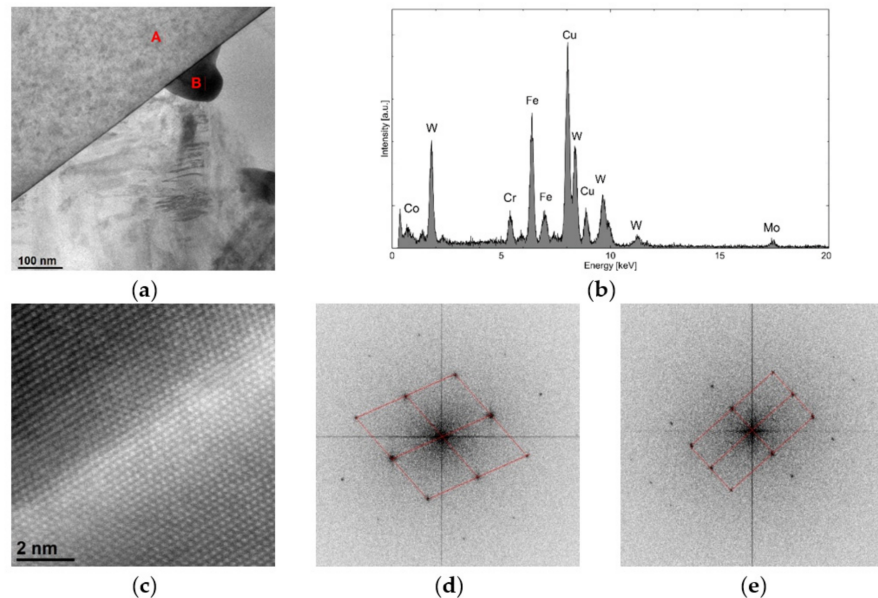 A
B
100 nm
(a)
Intensity [a.u.]
Co
W
Cr
Fe
Fe
Cu
W
Cu
W
W
Mo
0
5
10
15
20
Energy [keV]
(b)
2 nm
(c)
(d)
(e)